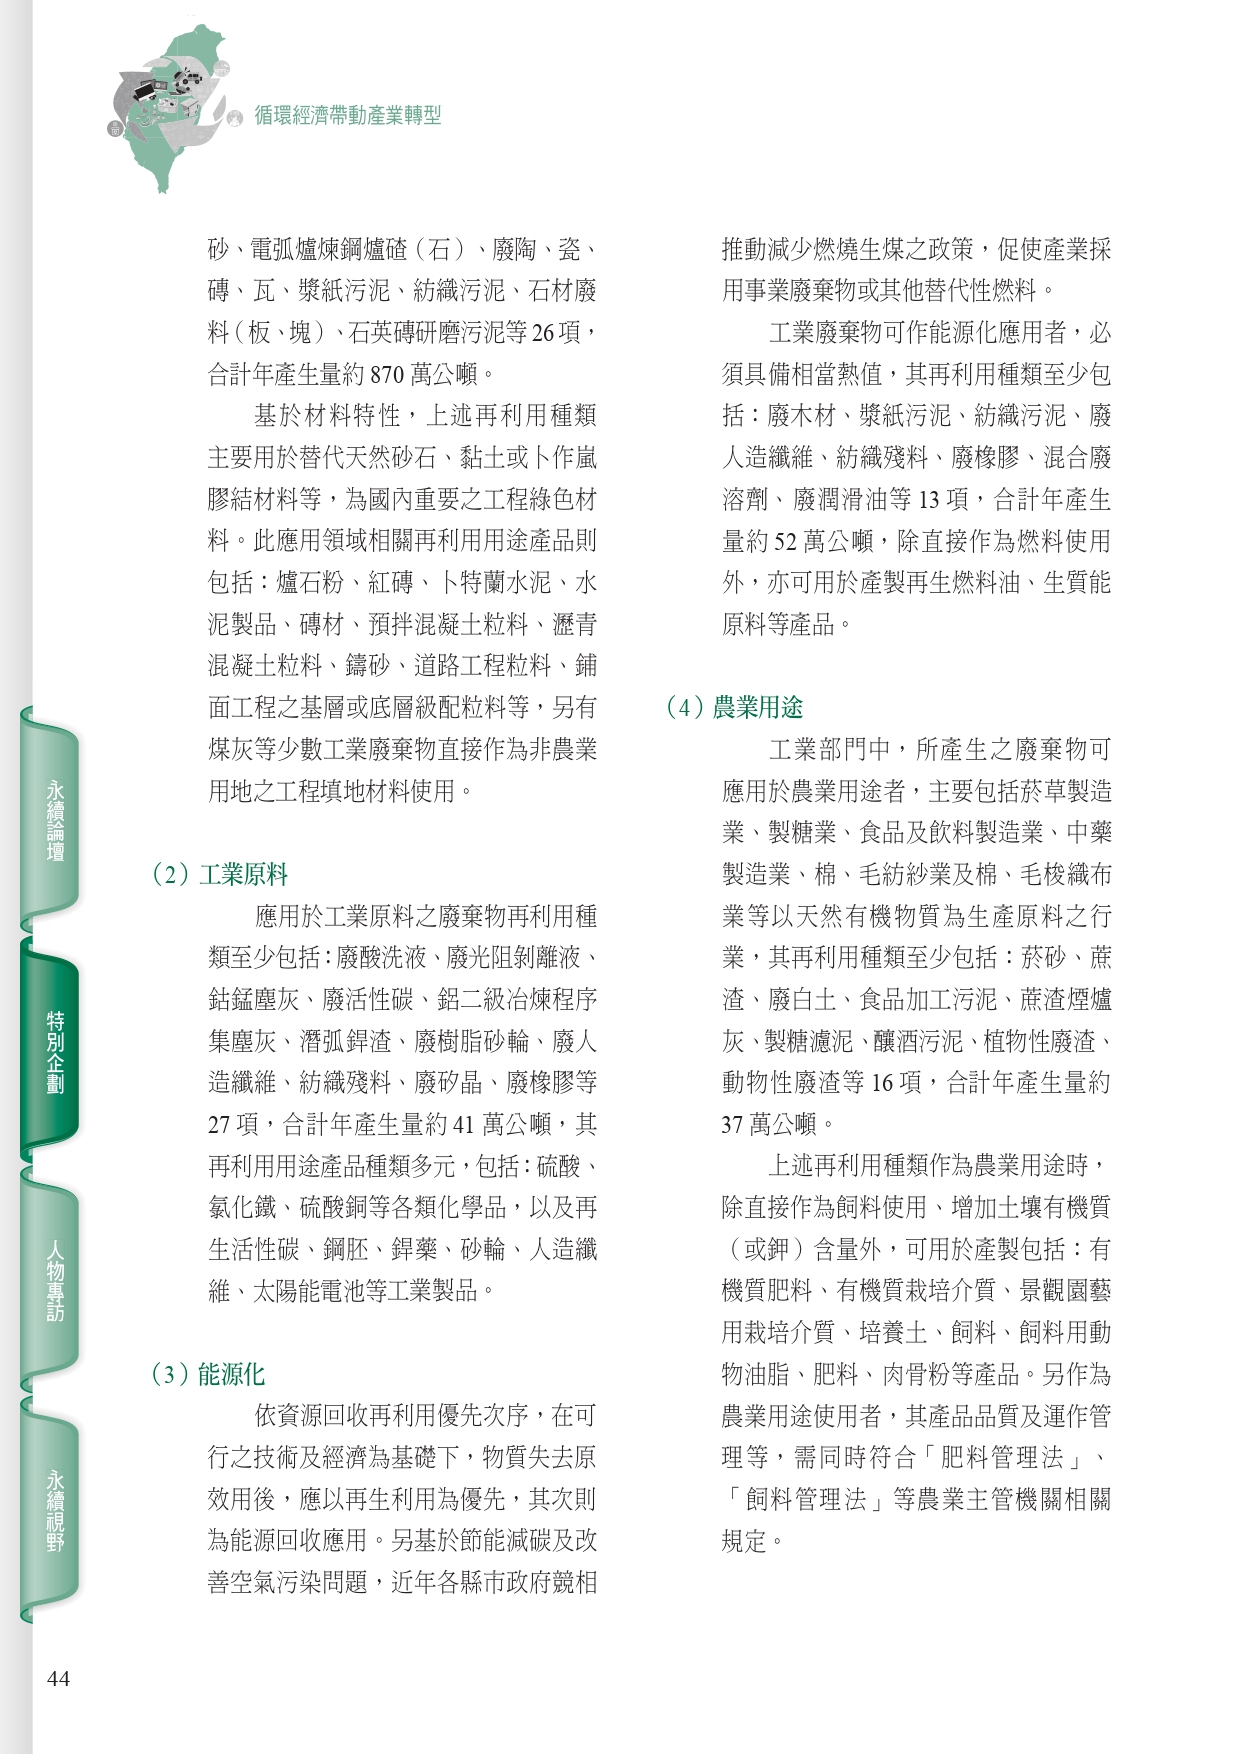 循環經濟帶動產業轉型
砂、電弧爐煉鋼爐碴（石）、廢陶、瓷、
磚、瓦、漿紙污泥、紡織污泥、石材廢
料（板、塊）、石英磚研磨污泥等 26 項，
合計年產生量約 870 萬公噸。
基於材料特性，上述再利用種類
主要用於替代天然砂石、黏土或卜作嵐
膠結材料等，為國內重要之工程綠色材
料。此應用領域相關再利用用途產品則
包括：爐石粉、紅磚、卜特蘭水泥、水
泥製品、磚材、預拌混凝土粒料、瀝青
混凝土粒料、鑄砂、道路工程粒料、鋪
面工程之基層或底層級配粒料等，另有
煤灰等少數工業廢棄物直接作為非農業
用地之工程填地材料使用。
（2）工業原料
應用於工業原料之廢棄物再利用種
類至少包括：廢酸洗液、廢光阻剝離液、
鈷錳塵灰、廢活性碳、鋁二級冶煉程序
集塵灰、潛弧銲渣、廢樹脂砂輪、廢人
造纖維、紡織殘料、廢矽晶、廢橡膠等
27 項，合計年產生量約 41 萬公噸，其
再利用用途產品種類多元，包括：硫酸、
氯化鐵、硫酸銅等各類化學品，以及再
生活性碳、鋼胚、銲藥、砂輪、人造纖
維、太陽能電池等工業製品。
（3）能源化
依資源回收再利用優先次序，在可
行之技術及經濟為基礎下，物質失去原
效用後，應以再生利用為優先，其次則
為能源回收應用。另基於節能減碳及改
善空氣污染問題，近年各縣市政府競相
推動減少燃燒生煤之政策，促使產業採
用事業廢棄物或其他替代性燃料。
工業廢棄物可作能源化應用者，必
須具備相當熱值，其再利用種類至少包
括：廢木材、漿紙污泥、紡織污泥、廢
人造纖維、紡織殘料、廢橡膠、混合廢
溶劑、廢潤滑油等 13 項，合計年產生
量約 52 萬公噸，除直接作為燃料使用
外，亦可用於產製再生燃料油、生質能
原料等產品。
（4）農業用途
工業部門中，所產生之廢棄物可
應用於農業用途者，主要包括菸草製造
業、製糖業、食品及飲料製造業、中藥
製造業、棉、毛紡紗業及棉、毛梭織布
業等以天然有機物質為生產原料之行
業，其再利用種類至少包括：菸砂、蔗
渣、廢白土、食品加工污泥、蔗渣煙爐
灰、製糖濾泥、釀酒污泥、植物性廢渣、
動物性廢渣等 16 項，合計年產生量約
37 萬公噸。
上述再利用種類作為農業用途時，
除直接作為飼料使用、增加土壤有機質
（或鉀）含量外，可用於產製包括：有
機質肥料、有機質栽培介質、景觀園藝
用栽培介質、培養土、飼料、飼料用動
物油脂、肥料、肉骨粉等產品。另作為
農業用途使用者，其產品品質及運作管
理等，需同時符合「肥料管理法」、
「飼料管理法」等農業主管機關相關
規定。
永續論壇
特別企劃
人物專訪
永續視野
44